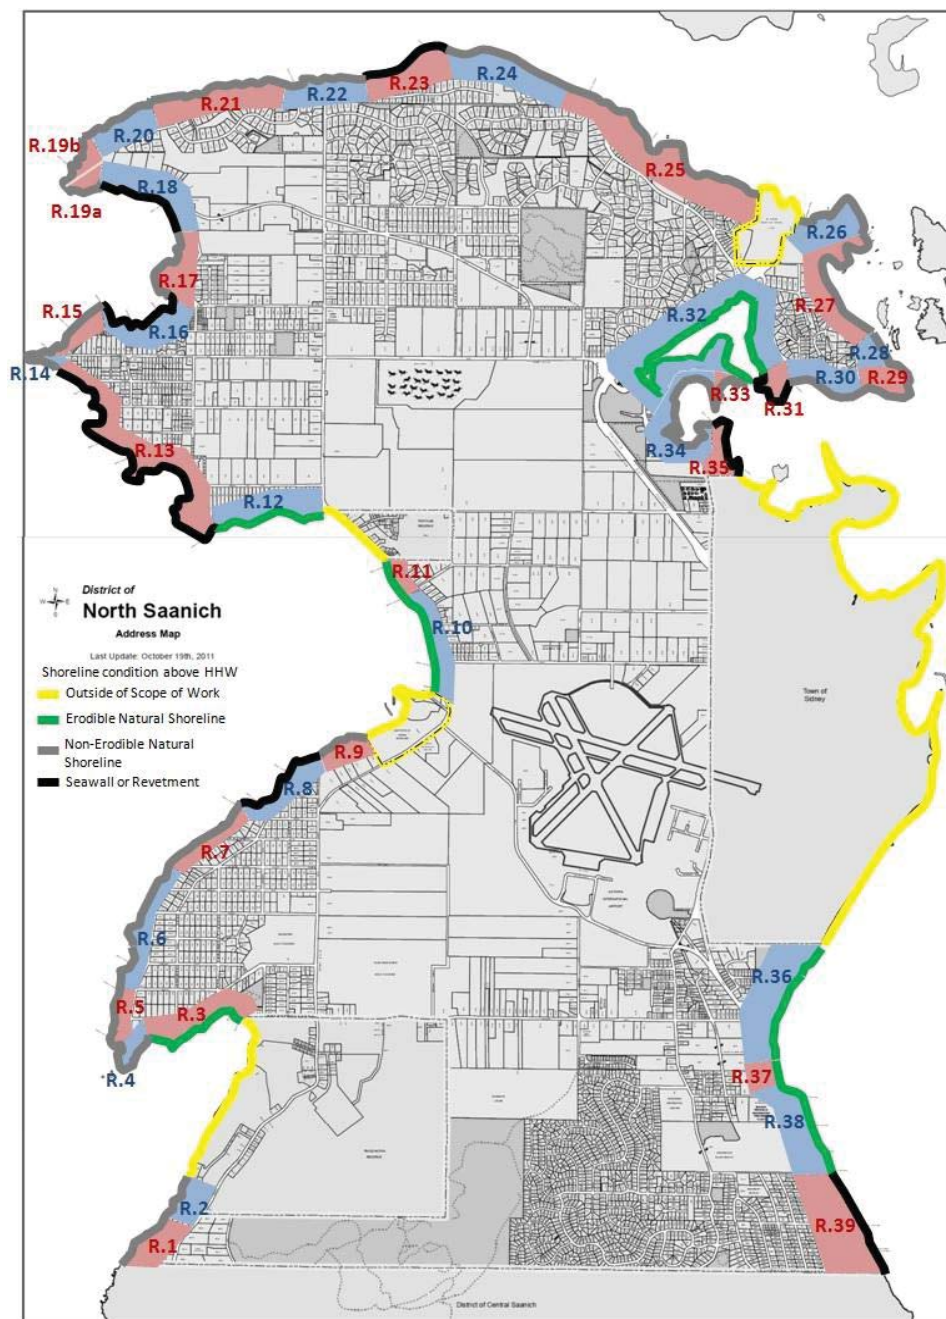 R.23
R.24
R.22
R.21
R.20
R.19b
R.25
R.18
R.19a
R.26
R.17
R.27
R.15
R.32
R.16
R.28
R.14
R.30
R.29
R.33
R.31
R.13
R.34
R.35
R.12
R.11
District of
North Saanich
W
N
E
S
Address Map
Last Update: October 19th, 2011
R.10
Shoreline condition above HHW
Outside of Scope of Work
Erodible Natural Shoreline
Non-Erodible Natural
Shoreline
Seawall or Revetment
Town of
Sidney
R.9
R.8
R.7
R.6
R.36
R.5
R.3
R.4
R.37
R.38
R.2
R.39
R.1
District of Central Saanich